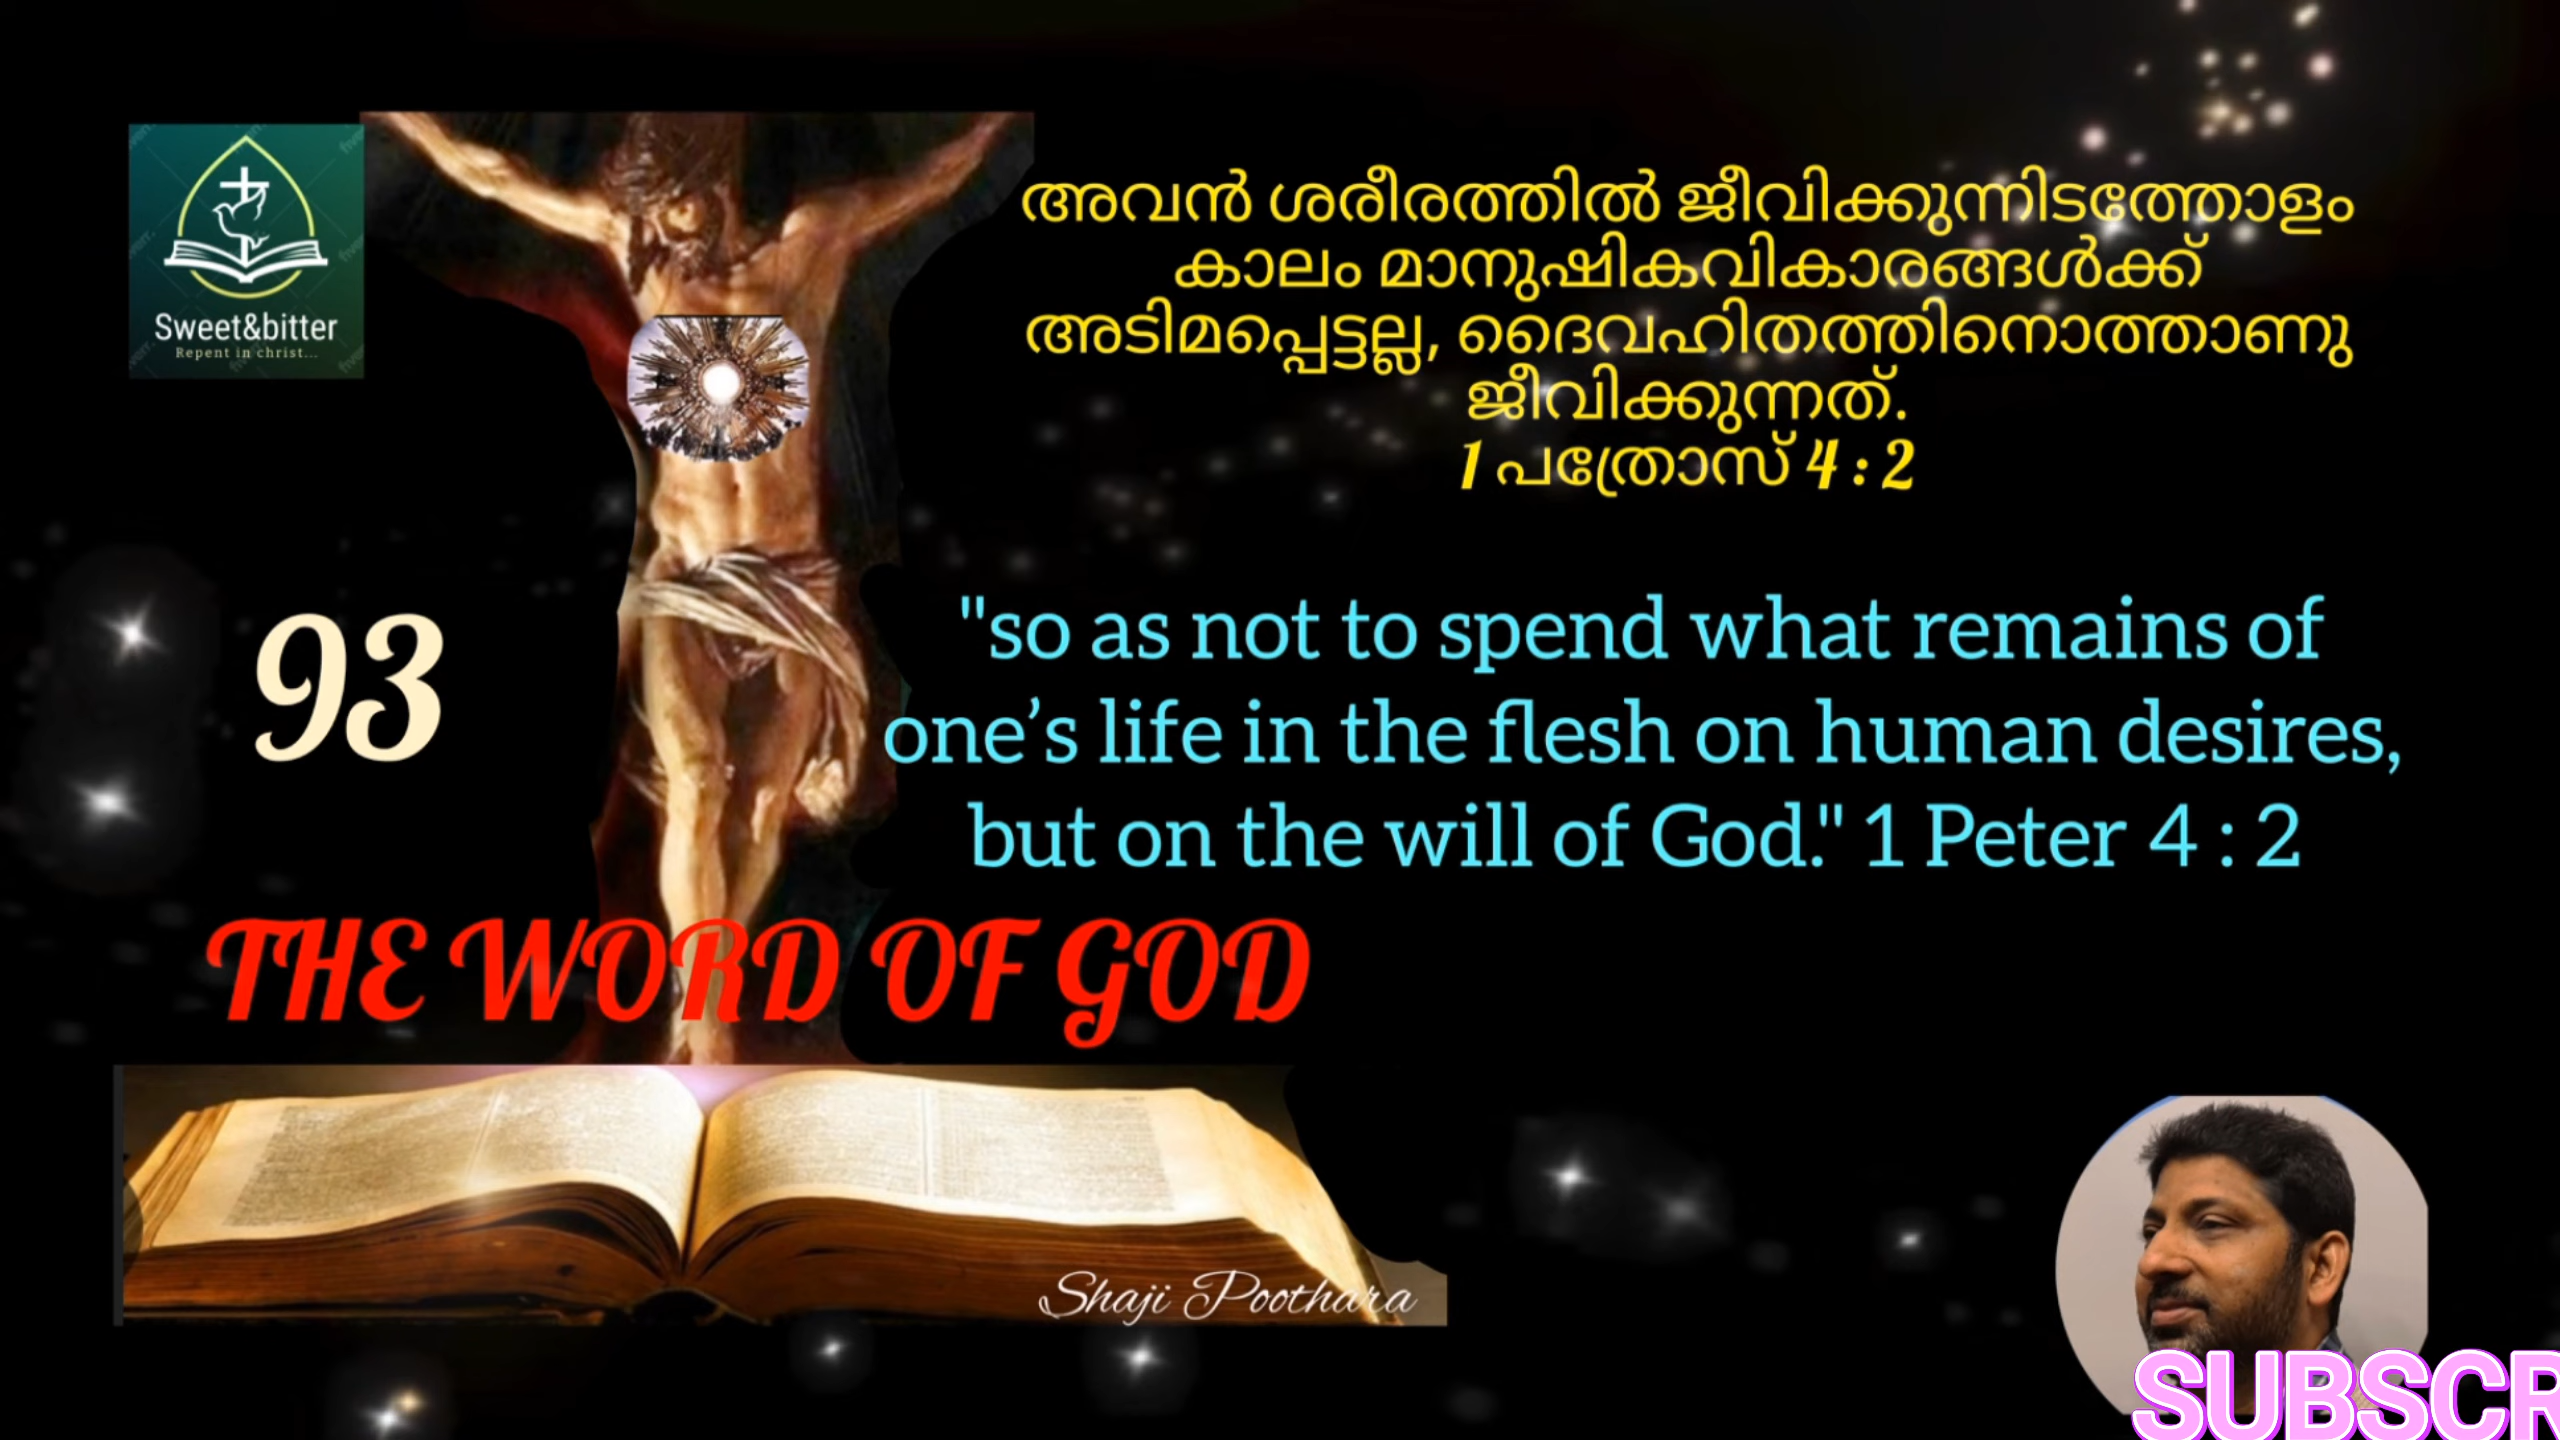 Sweet&bitter
Repent in christ...
അവൻ ശരീരത്തിൽ ജീവിക്കുന്നിടത്തോളം
കാലം മാനുഷികവികാരങ്ങൾക്ക്
അടിമപ്പെട്ടല്ല, ദൈവഹിതത്തിനൊത്താണു
ജീവിക്കുന്നത്.
1 പത്രോസ് 4 : 2
93
"so as not to spend what remains of
one’s life in the flesh on human desires,
but on the will of God." 1 Peter 4 : 2
THE WORD OF GOD
Shaji Poothara
SUBSCR